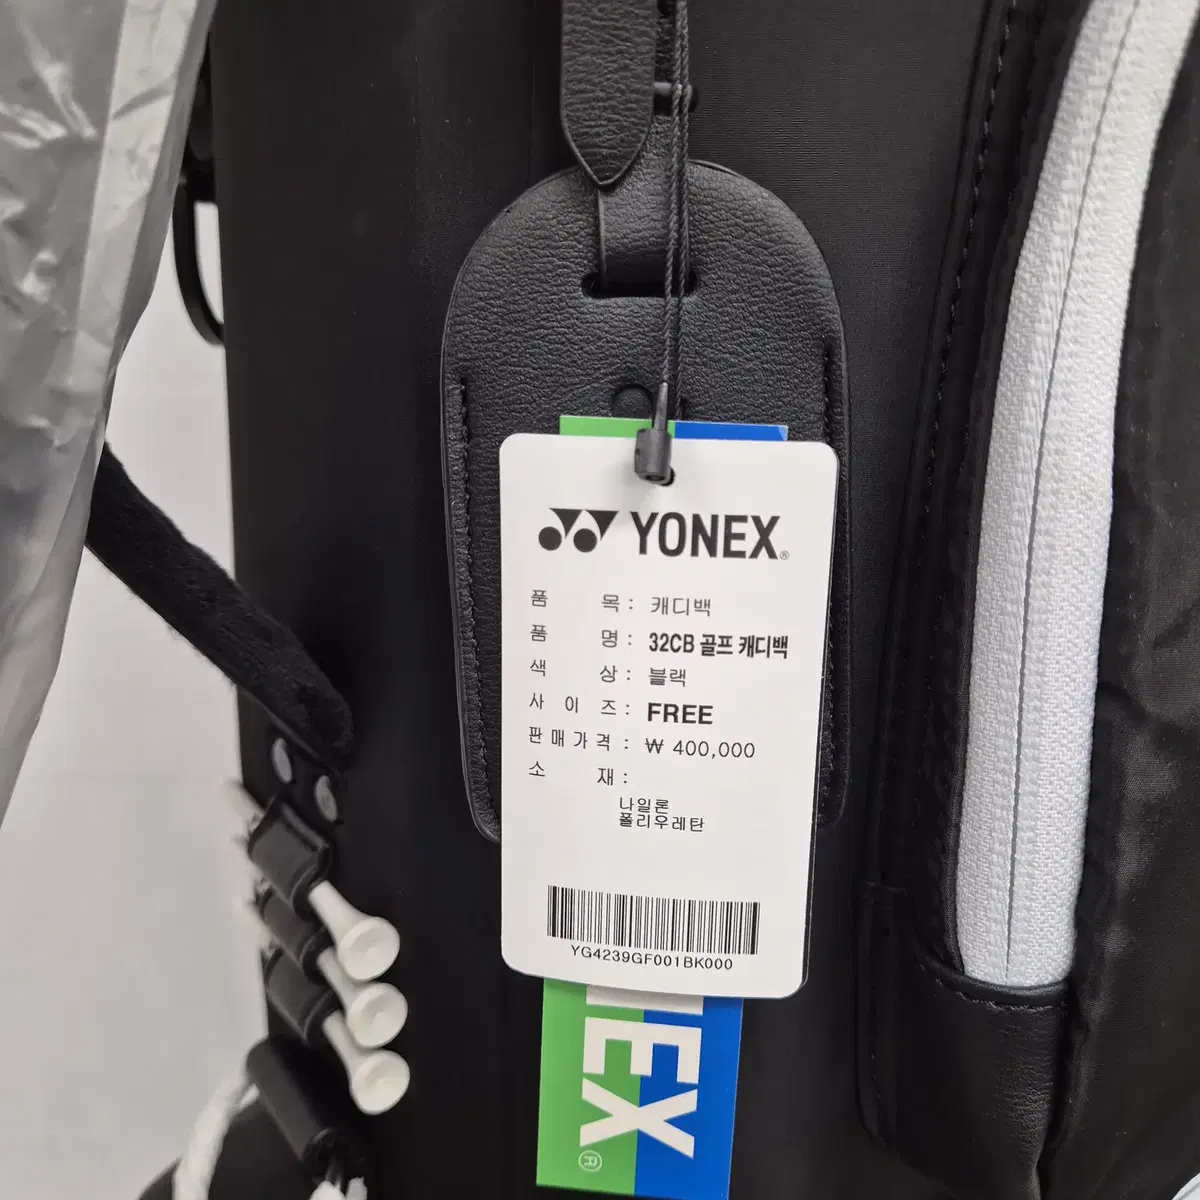 YONEX®
품 목 : 캐디백
품 명 : 32CB 골프 캐디백
색 상 : 블랙
사 이 즈 : FREE
판 매 가 격 : ₩ 400,000
소 재 :
나일론
폴리우레탄
YG4239GF001BK000
NEX®